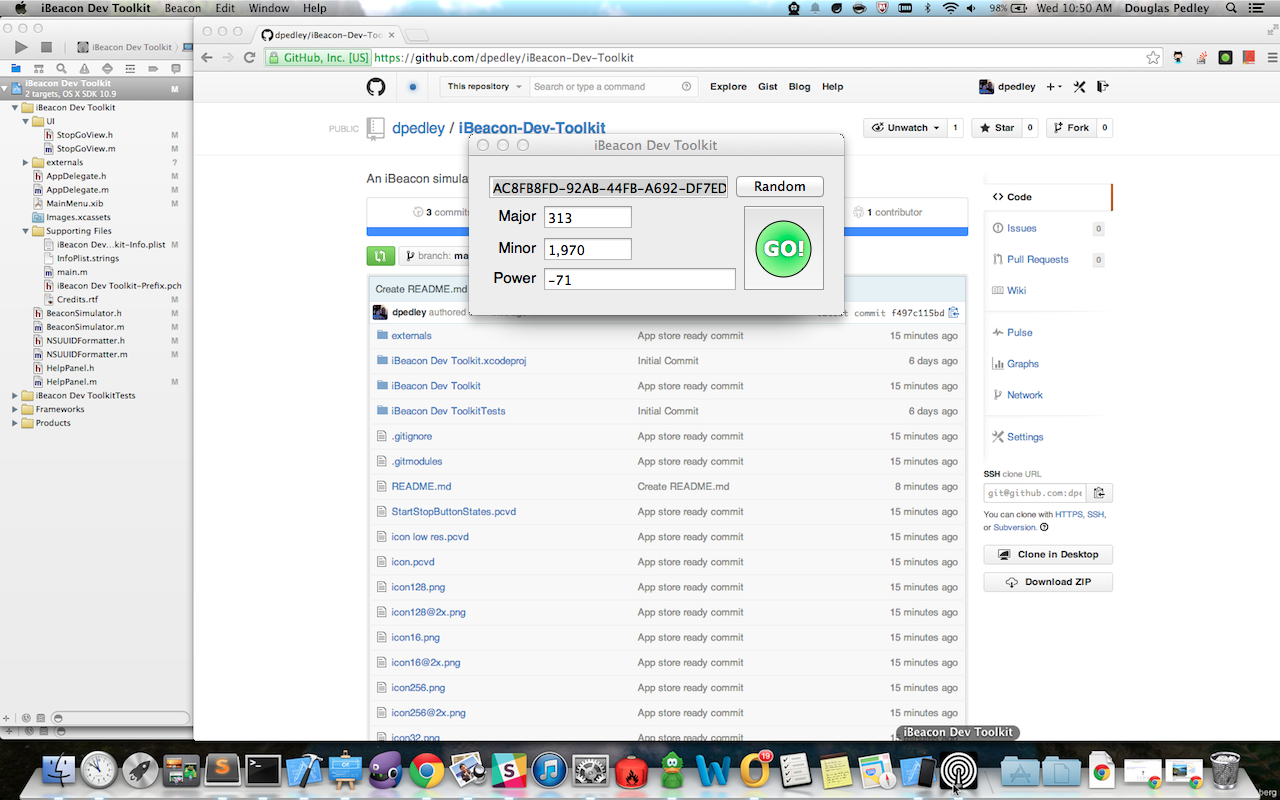 iBeacon Dev Toolkit Beacon Edit Window Help 98% Wed 10:50 AM Douglas Pedley
iBeacon Dev Toolkit
dpedley/iBeacon-Dev-To
GitHub, Inc. [US] https://github.com/dpedley/iBeacon-Dev-Toolkit
iBeacon Dev Toolkit M
2 targets, OS X SDK 10.9
iBeacon Dev Toolkit
UI
StopGoView.h M
StopGoView.m M
externals ?
AppDelegate.h M
AppDelegate.m M
MainMenu.xib M
Images.xcassets
Supporting Files
iBeacon Dev...kit-Info.plist M
InfoPlist.strings
main.m M
iBeacon Dev Toolkit-Prefix.pch
Credits.rtf M
BeaconSimulator.h M
BeaconSimulator.m M
NSUUIDFormatter.h M
NSUUIDFormatter.m M
HelpPanel.h M
HelpPanel.m M
iBeacon Dev ToolkitTests
Frameworks
Products
This repository Search or type a command Explore Gist Blog Help dpedley
PUBLIC dpedley / iBeacon-Dev-Toolkit Unwatch 1 Star 0 Fork 0
An iBeacon simula
3 commits 1 contributor
branch: ma
iBeacon Dev Toolkit
AC8FB8FD-92AB-44FB-A692-DF7ED Random
Major 313
Minor 1,970
Power -71
GO!
Create README.md
dpedley authored commit f497c115bd
externals App store ready commit 15 minutes ago
iBeacon Dev Toolkit.xcodeproj Initial Commit 6 days ago
iBeacon Dev Toolkit App store ready commit 15 minutes ago
iBeacon Dev ToolkitTests Initial Commit 6 days ago
.gitignore App store ready commit 15 minutes ago
.gitmodules App store ready commit 15 minutes ago
README.md Create README.md 8 minutes ago
StartStopButtonStates.pcvd App store ready commit 15 minutes ago
icon low res.pcvd App store ready commit 15 minutes ago
icon.pcvd App store ready commit 15 minutes ago
icon128.png App store ready commit 15 minutes ago
icon128@2x.png App store ready commit 15 minutes ago
icon16.png App store ready commit 15 minutes ago
icon16@2x.png App store ready commit 15 minutes ago
icon256.png App store ready commit 15 minutes ago
icon256@2x.png App store ready commit 15 minutes ago
icon32.png App store ready commit 15 minutes ago
Code
Issues 0
Pull Requests 0
Wiki
Pulse
Graphs
Network
Settings
SSH clone URL
git@github.com:dpe
You can clone with HTTPS, SSH,
or Subversion.
Clone in Desktop
Download ZIP
iBeacon Dev Toolkit
19
berg